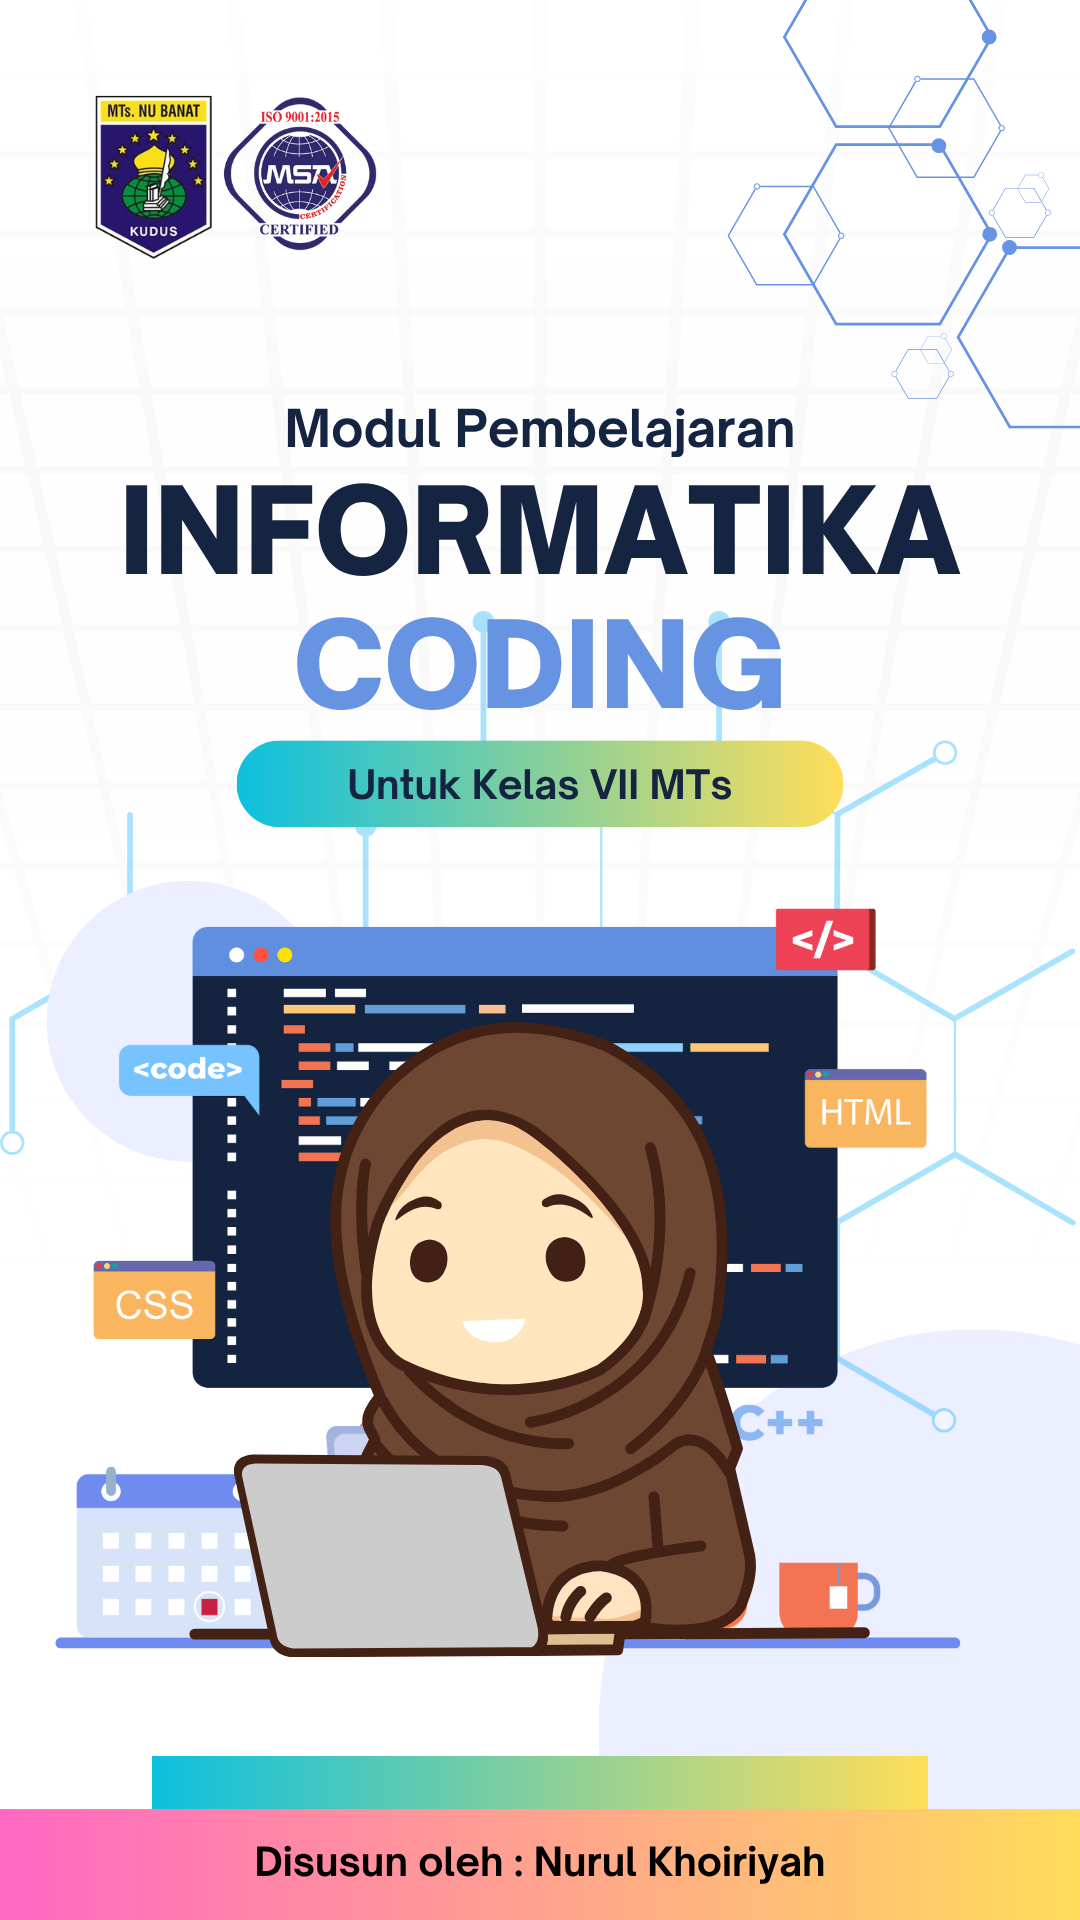 MTs. NU BANAT
KUDUS
ISO 9001:2015
MSA
CERTIFICATION
CERTIFIED
Modul Pembelajaran
INFORMATIKA
CODING
Untuk Kelas VII MTs
</>
<code>
HTML
CSS
C++
Disusun oleh : Nurul Khoiriyah